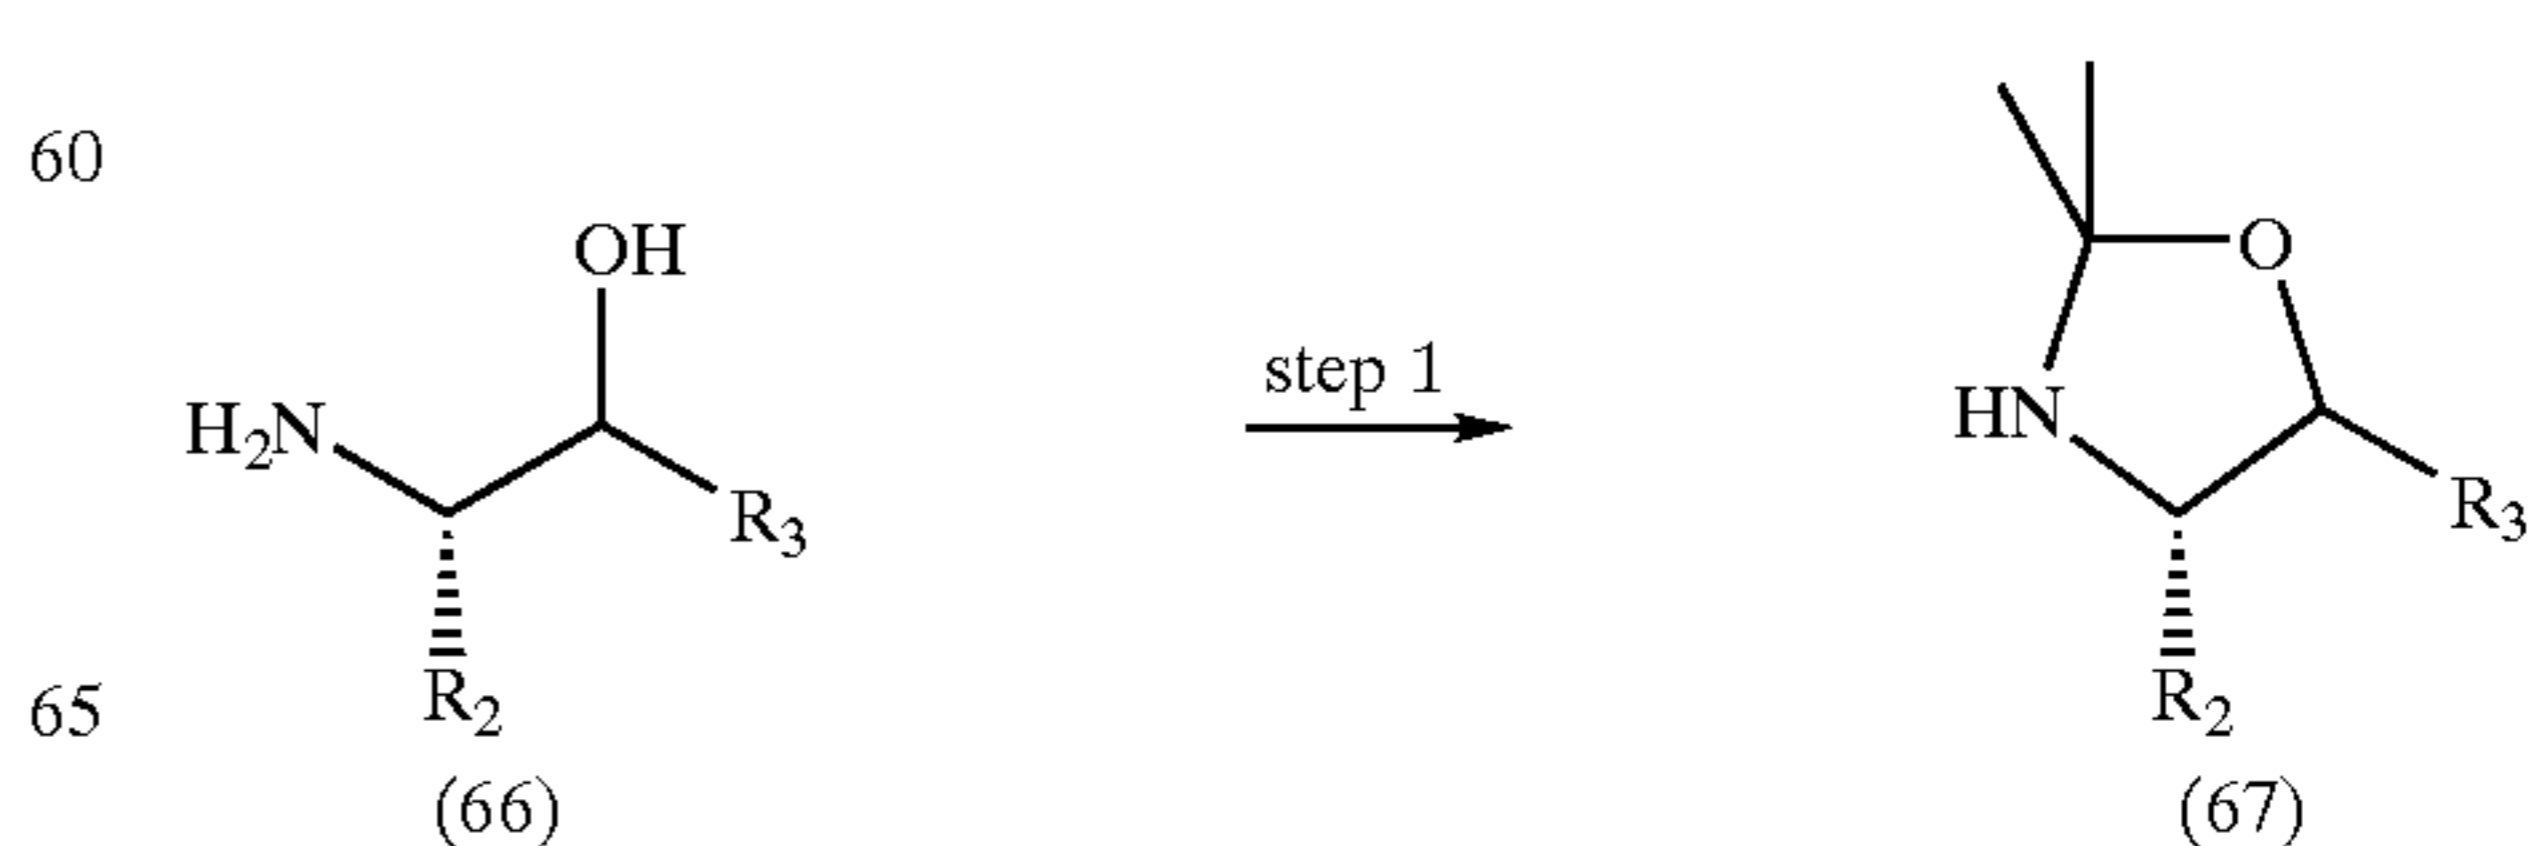 60
OH
O
step 1
H₂N
HN
R₃
R₃
65
R₂
R₂
(66)
(67)